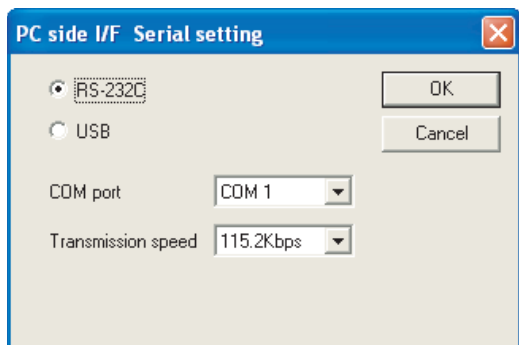 PC side I/F  Serial setting
RS-232C
OK
USB
Cancel
COM port
COM 1
Transmission speed
115.2Kbps